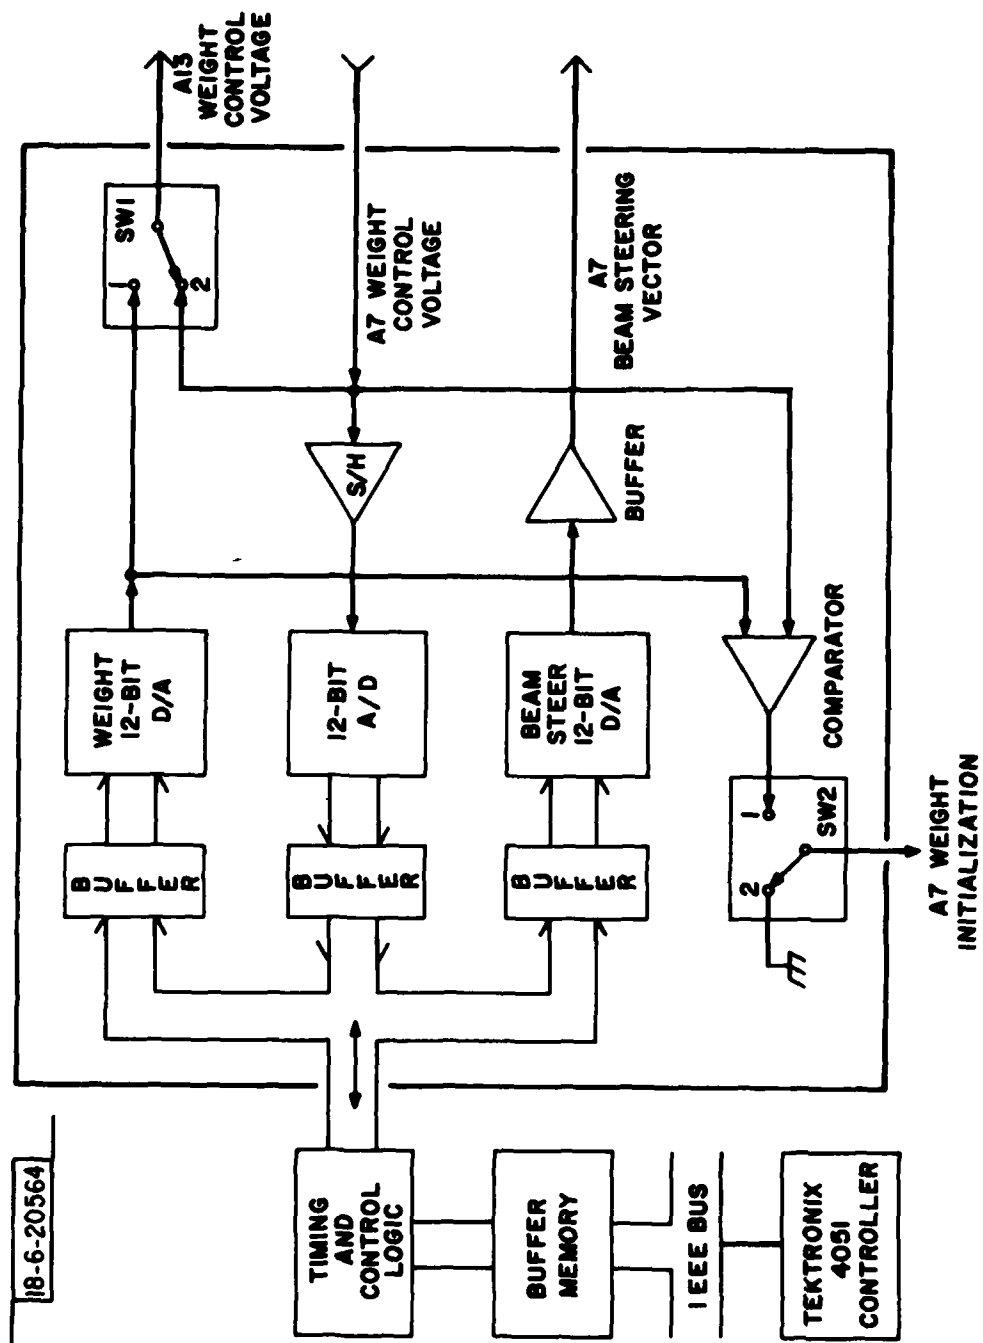 18-6-20564
TIMING
AND
CONTROL
LOGIC
BUFFER
MEMORY
IEEE BUS
TEKTRONIX
4051
CONTROLLER
BUFFER
BUFFER
BUFFER
WEIGHT
12-BIT
D/A
12-BIT
A/D
BEAM
STEER
12-BIT
D/A
S/H
BUFFER
COMPARATOR
1
2
SW2
A7 WEIGHT
INITIALIZATION
1
SW1
2
A13
WEIGHT
CONTROL
VOLTAGE
A7 WEIGHT
CONTROL
VOLTAGE
A7
BEAM STEERING
VECTOR